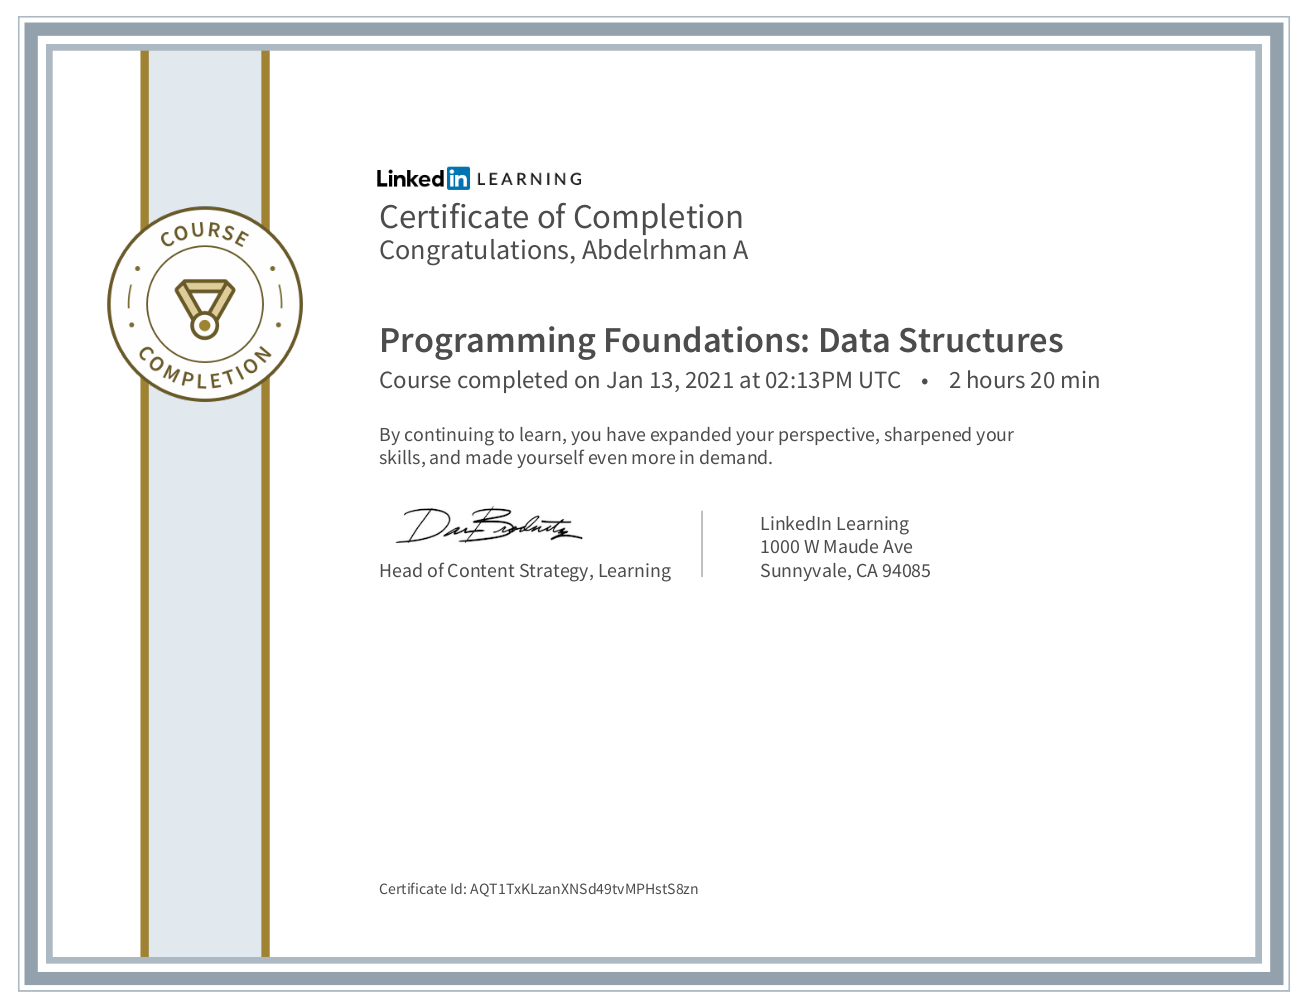 COURSE
COMPLETION
Linked in LEARNING
Certificate of Completion
Congratulations, Abdelrhman A
Programming Foundations: Data Structures
Course completed on Jan 13, 2021 at 02:13PM UTC • 2 hours 20 min
By continuing to learn, you have expanded your perspective, sharpened your
skills, and made yourself even more in demand.
Dan Brodnitz
Head of Content Strategy, Learning
LinkedIn Learning
1000 W Maude Ave
Sunnyvale, CA 94085
Certificate Id: AQT1TxKLzanXNSd49tvMPHstS8zn